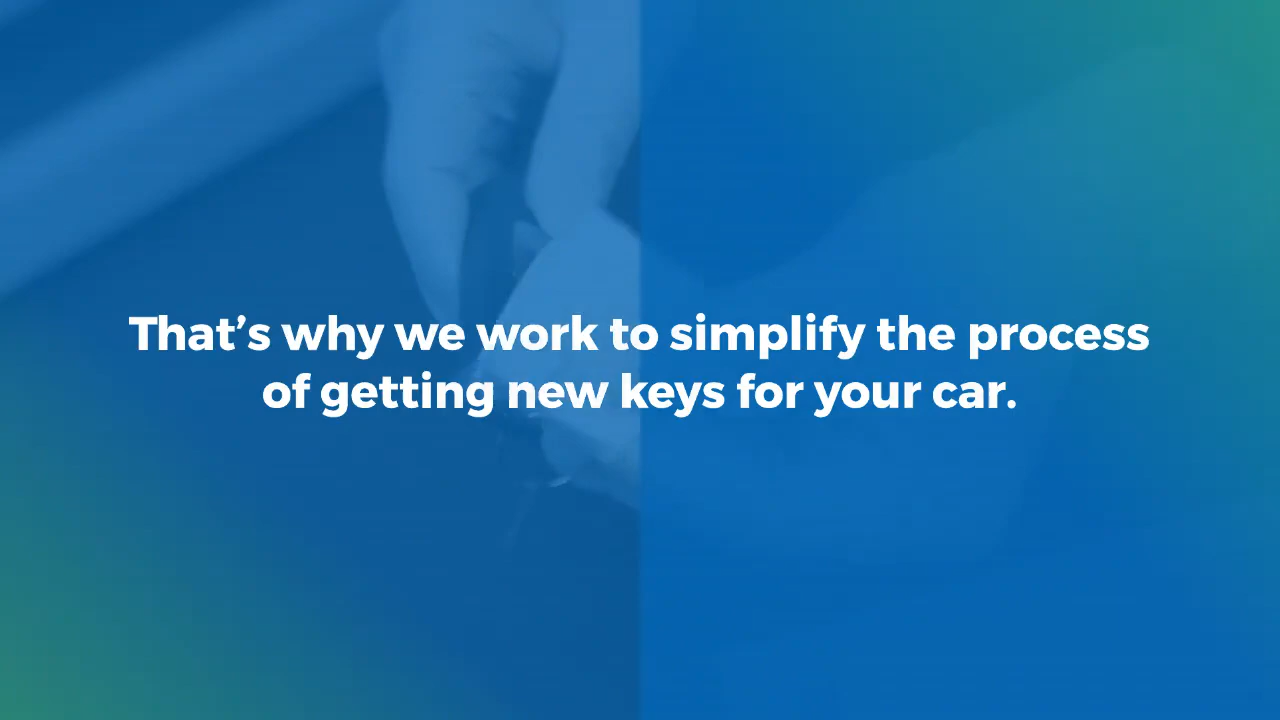 That’s why we work to simplify the process
of getting new keys for your car.